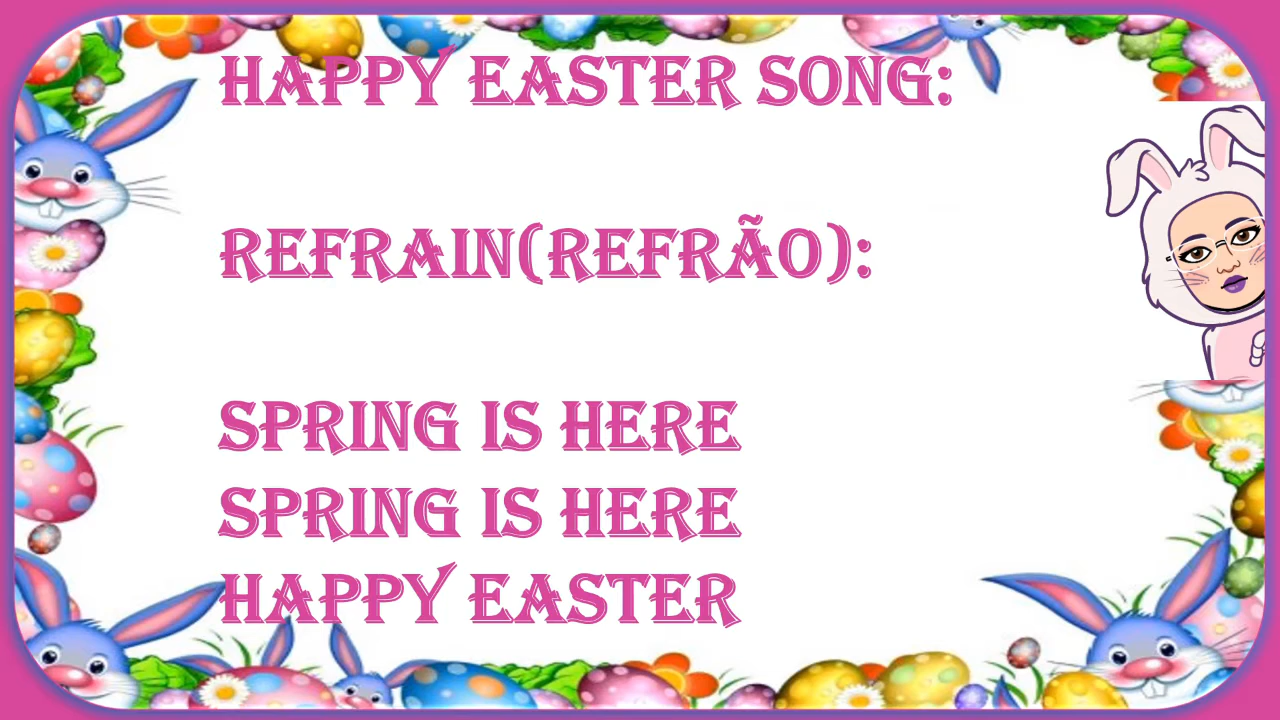 HAPPY EASTER SONG:
REFRAIN(REFRÃO):
SPRING IS HERE
SPRING IS HERE
HAPPY EASTER